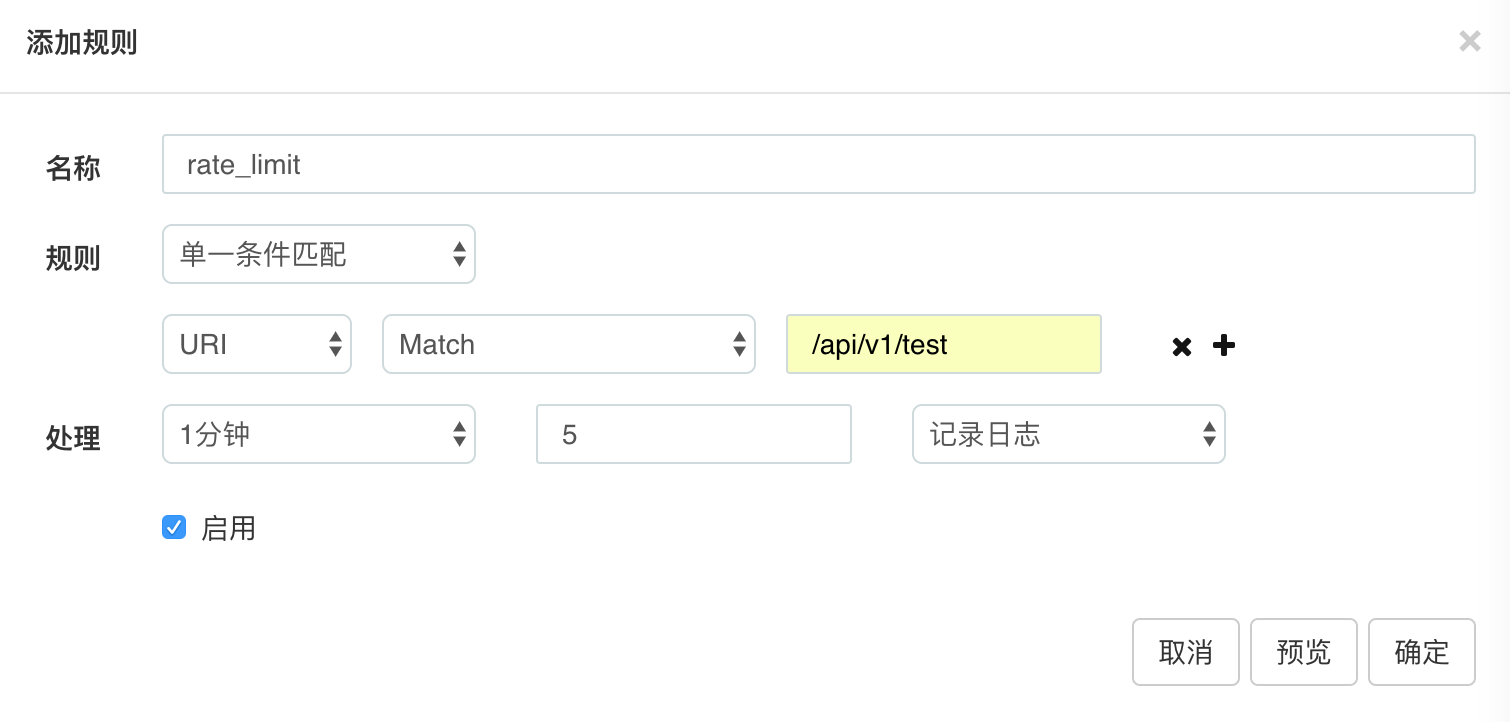 添加规则
名称 rate_limit
规则 单一条件匹配
URI Match /api/v1/test
处理 1分钟 5 记录日志
启用
取消 预览 确定